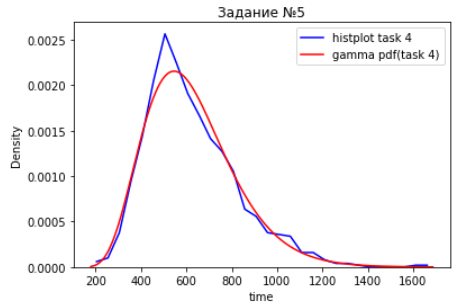 Задание №5
histplot task 4
gamma pdf(task 4)
Density
0.0025
0.0020
0.0015
0.0010
0.0005
0.0000
200 400 600 800 1000 1200 1400 1600
time